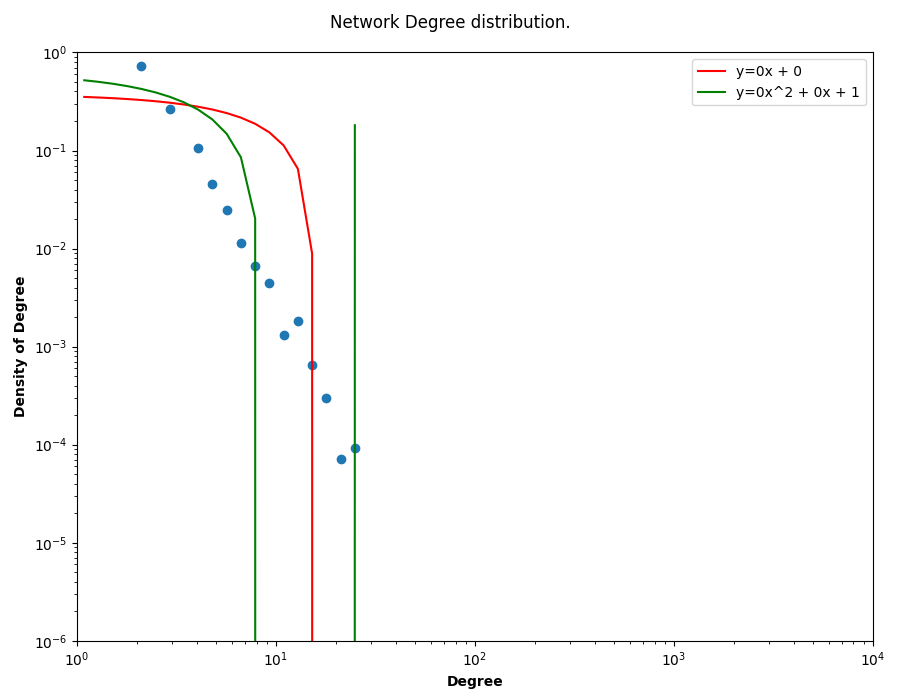 Network Degree distribution.
y=0x + 0
y=0x^2 + 0x + 1
10^0
10^-1
10^-2
10^-3
10^-4
10^-5
10^-6
Density of Degree
10^0 10^1 10^2 10^3 10^4
Degree